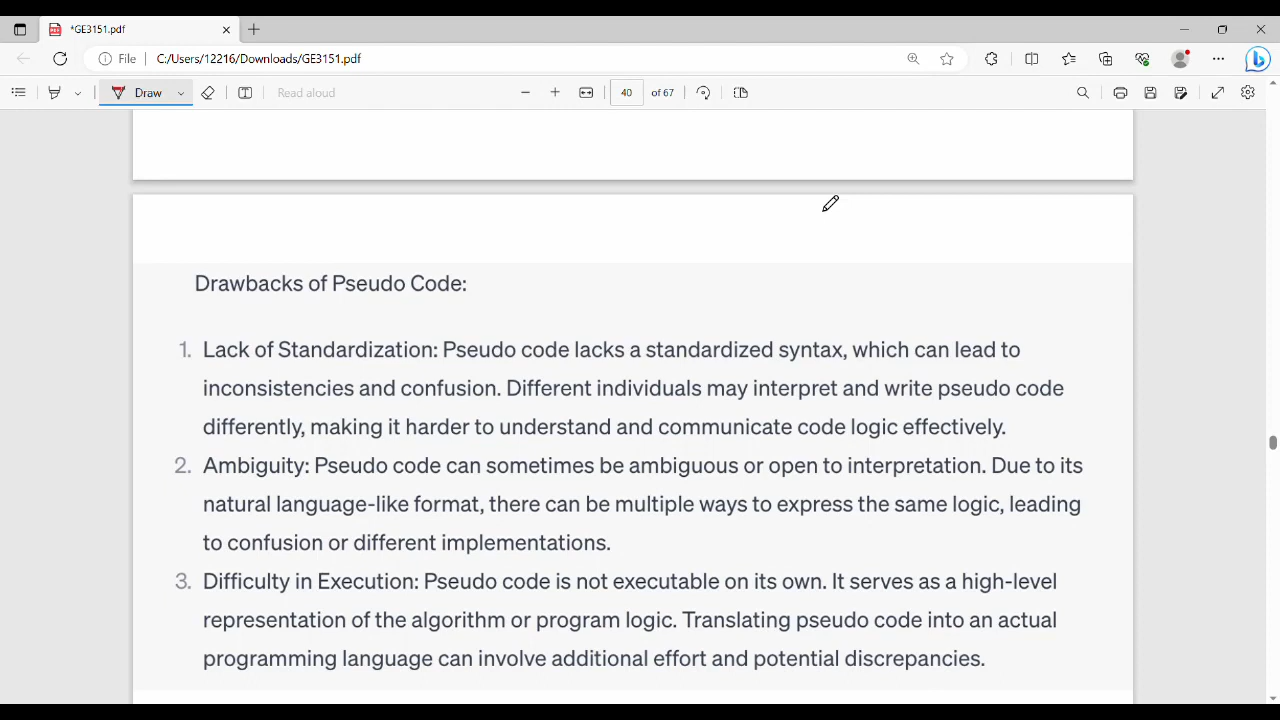 *GE3151.pdf
File
C:/Users/12216/Downloads/GE3151.pdf
Draw
Read aloud
40
of 67
Drawbacks of Pseudo Code:
1. Lack of Standardization: Pseudo code lacks a standardized syntax, which can lead to
inconsistencies and confusion. Different individuals may interpret and write pseudo code
differently, making it harder to understand and communicate code logic effectively.
2. Ambiguity: Pseudo code can sometimes be ambiguous or open to interpretation. Due to its
natural language-like format, there can be multiple ways to express the same logic, leading
to confusion or different implementations.
3. Difficulty in Execution: Pseudo code is not executable on its own. It serves as a high-level
representation of the algorithm or program logic. Translating pseudo code into an actual
programming language can involve additional effort and potential discrepancies.